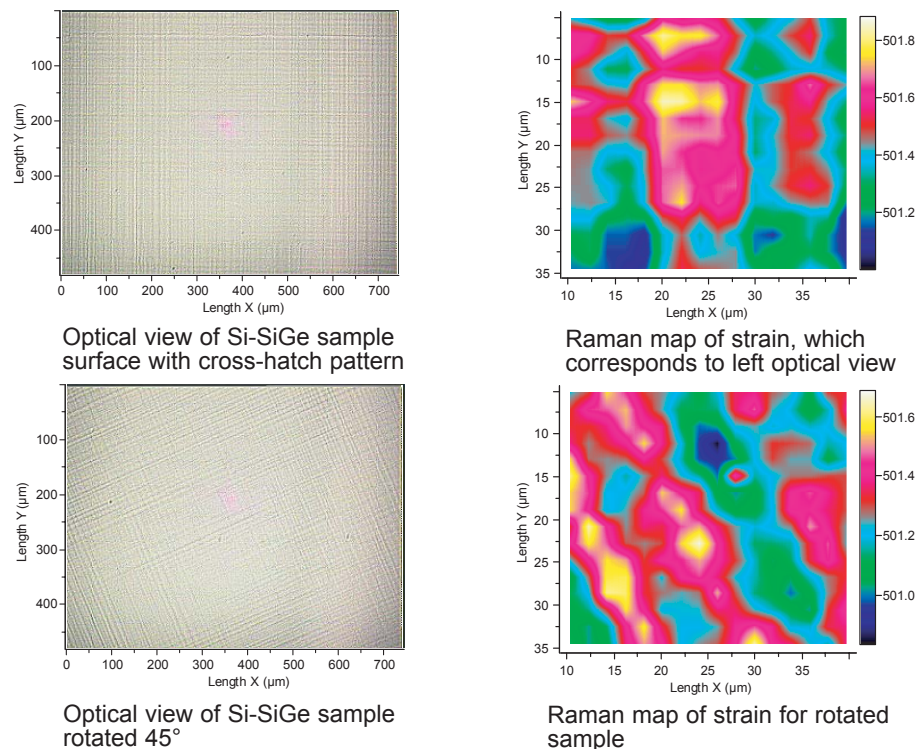 100
200
300
400
Length Y (µm)
0 100 200 300 400 500 600 700
Length X (µm)
Optical view of Si-SiGe sample
surface with cross-hatch pattern
5
10
15
20
25
30
35
Length Y (µm)
10 15 20 25 30 35
Length X (µm)
501.8
501.6
501.4
501.2
Raman map of strain, which
corresponds to left optical view
100
200
300
400
Length Y (µm)
0 100 200 300 400 500 600 700
Length X (µm)
Optical view of Si-SiGe sample
rotated 45°
5
10
15
20
25
30
35
Length Y (µm)
10 15 20 25 30 35
Length X (µm)
501.6
501.4
501.2
501.0
Raman map of strain for rotated
sample